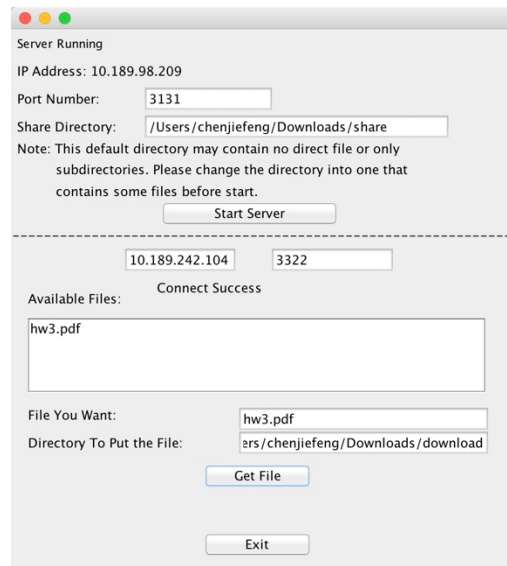 Server Running
IP Address: 10.189.98.209
Port Number: 3131
Share Directory: /Users/chenjiefeng/Downloads/share
Note: This default directory may contain no direct file or only
subdirectories. Please change the directory into one that
contains some files before start.
Start Server
10.189.242.104 3322
Connect Success
Available Files:
hw3.pdf
File You Want: hw3.pdf
Directory To Put the File: ers/chenjiefeng/Downloads/download
Get File
Exit